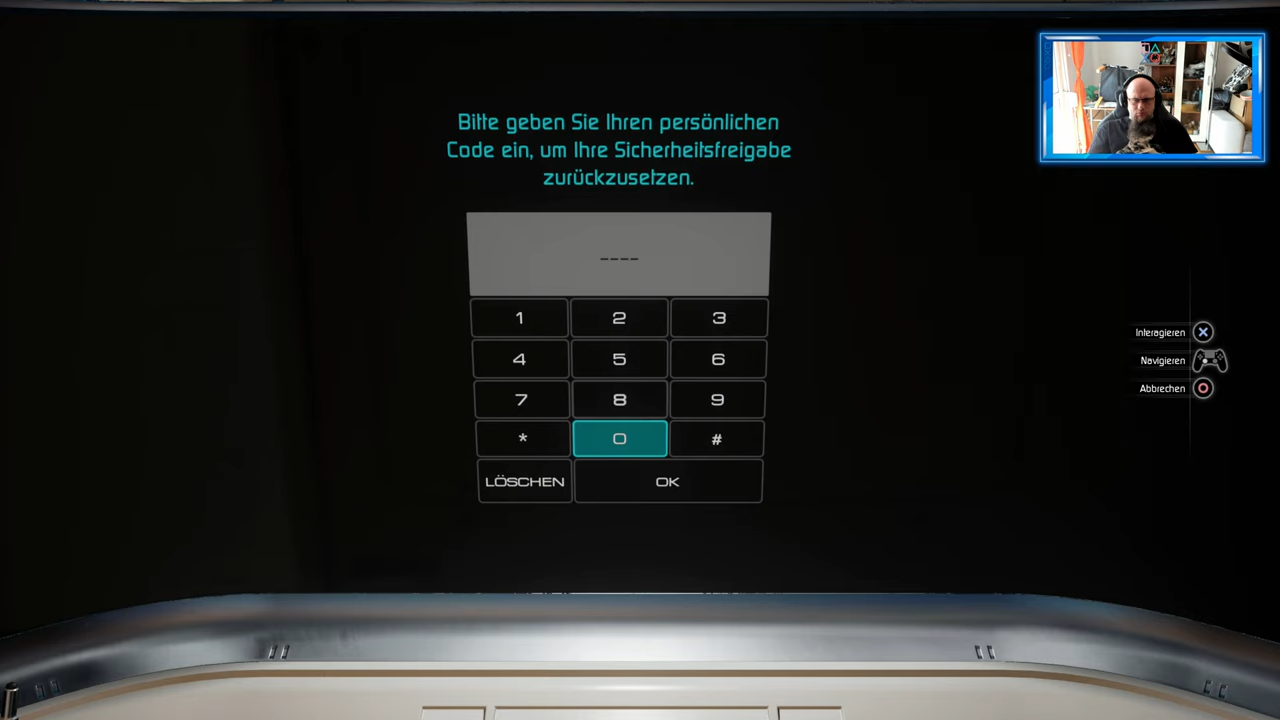 Bitte geben Sie Ihren persönlichen
Code ein, um Ihre Sicherheitsfreigabe
zurückzusetzen.
----
1 2 3
4 5 6
7 8 9
* 0 #
LÖSCHEN OK
Interagieren
Navigieren
Abbrechen